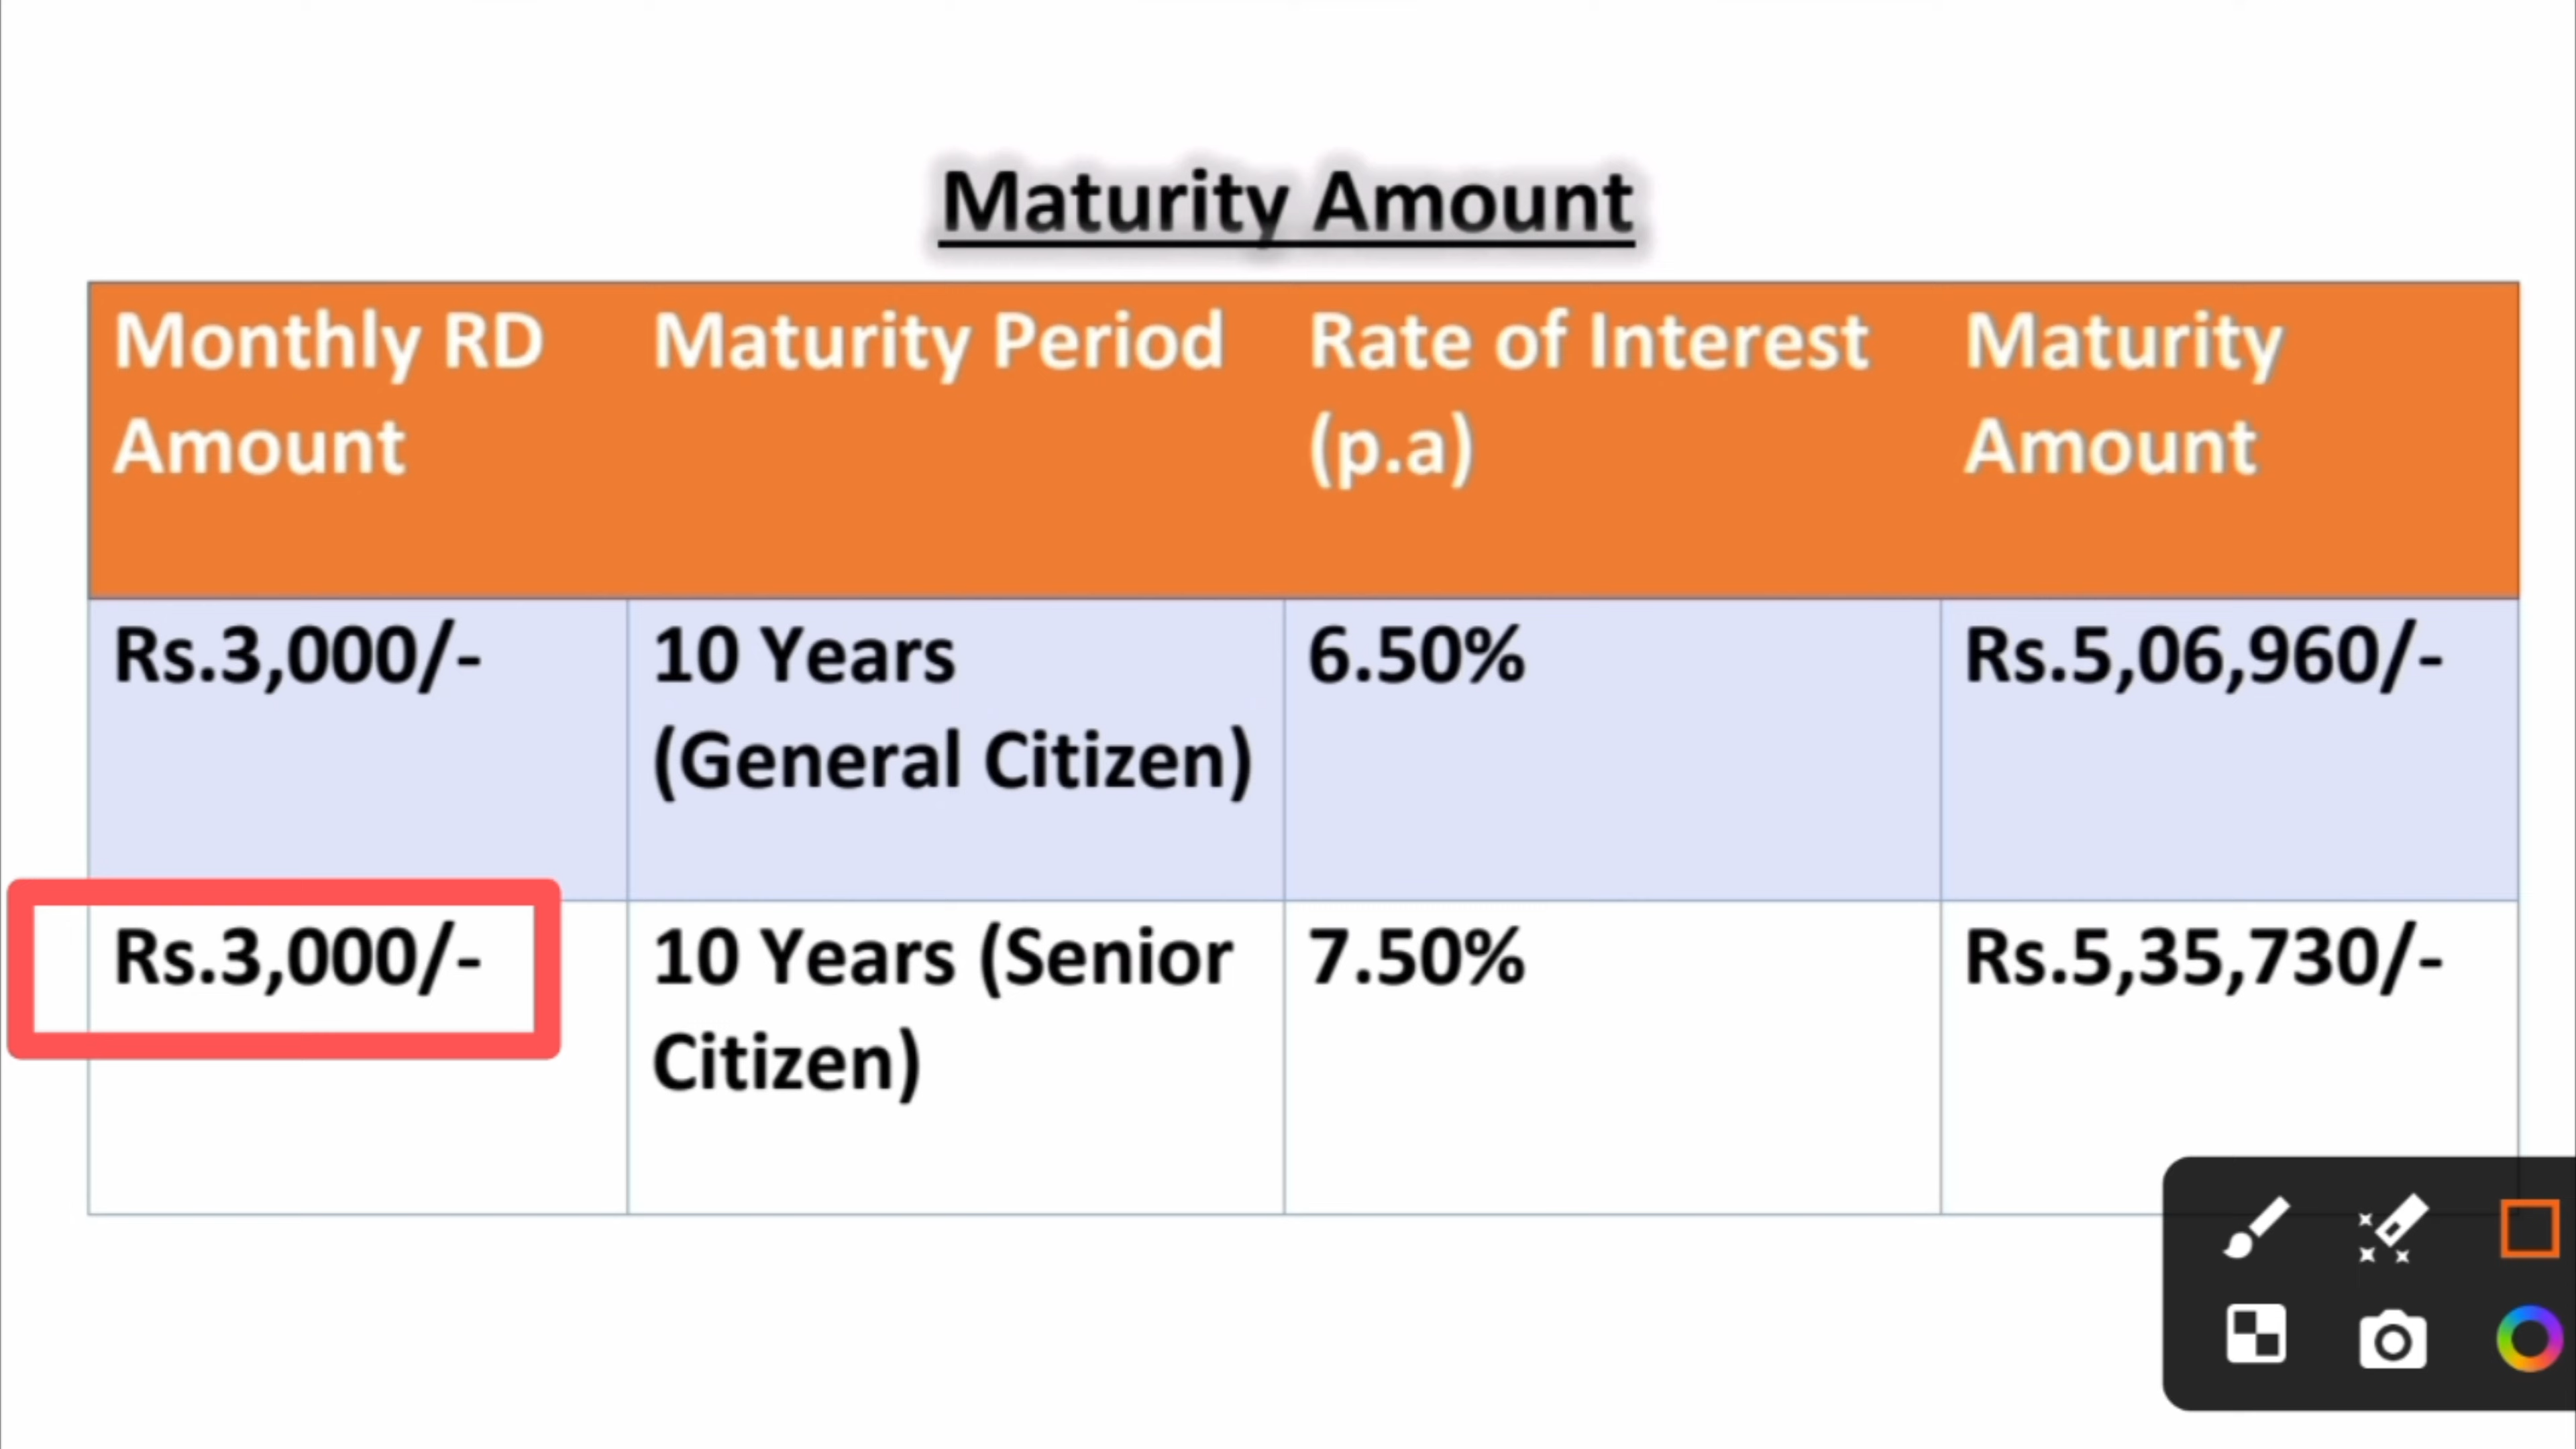 Maturity Amount
Monthly RD Amount
Maturity Period
Rate of Interest (p.a)
Maturity Amount
Rs.3,000/-
10 Years
(General Citizen)
6.50%
Rs.5,06,960/-
Rs.3,000/-
10 Years (Senior
Citizen)
7.50%
Rs.5,35,730/-